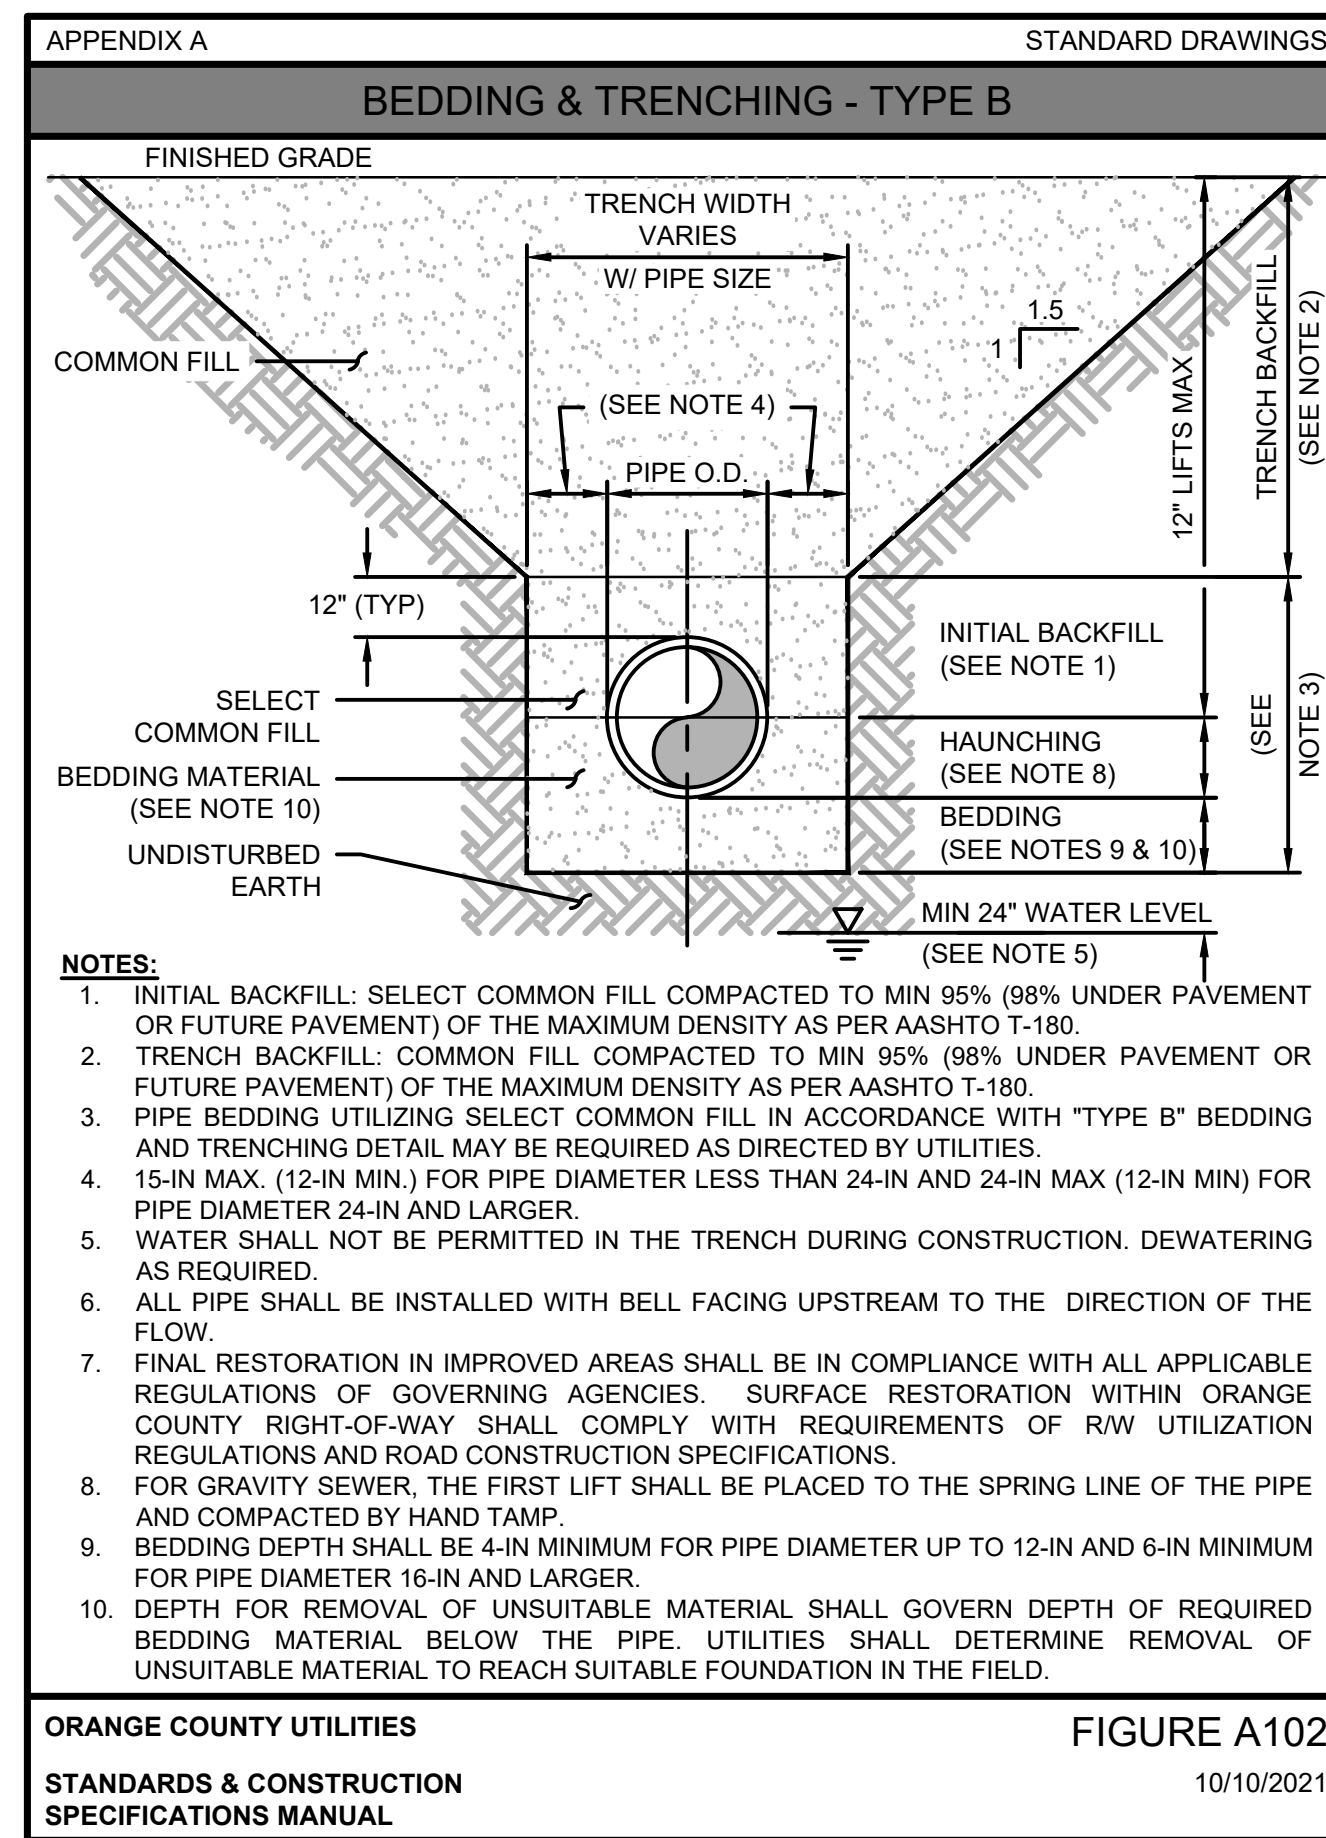 APPENDIX A
STANDARD DRAWINGS
BEDDING & TRENCHING - TYPE B
FINISHED GRADE
TRENCH WIDTH
VARIES
W/ PIPE SIZE
1.5
1
COMMON FILL
(SEE NOTE 4)
PIPE O.D.
12" LIFTS MAX
TRENCH BACKFILL
(SEE NOTE 2)
12" (TYP)
INITIAL BACKFILL
(SEE NOTE 1)
SELECT
COMMON FILL
(SEE
NOTE 3)
HAUNCHING
(SEE NOTE 8)
BEDDING MATERIAL
(SEE NOTE 10)
BEDDING
(SEE NOTES 9 & 10)
UNDISTURBED
EARTH
MIN 24" WATER LEVEL
(SEE NOTE 5)
NOTES:
1. INITIAL BACKFILL: SELECT COMMON FILL COMPACTED TO MIN 95% (98% UNDER PAVEMENT
OR FUTURE PAVEMENT) OF THE MAXIMUM DENSITY AS PER AASHTO T-180.
2. TRENCH BACKFILL: COMMON FILL COMPACTED TO MIN 95% (98% UNDER PAVEMENT OR
FUTURE PAVEMENT) OF THE MAXIMUM DENSITY AS PER AASHTO T-180.
3. PIPE BEDDING UTILIZING SELECT COMMON FILL IN ACCORDANCE WITH "TYPE B" BEDDING
AND TRENCHING DETAIL MAY BE REQUIRED AS DIRECTED BY UTILITIES.
4. 15-IN MAX. (12-IN MIN.) FOR PIPE DIAMETER LESS THAN 24-IN AND 24-IN MAX (12-IN MIN) FOR
PIPE DIAMETER 24-IN AND LARGER.
5. WATER SHALL NOT BE PERMITTED IN THE TRENCH DURING CONSTRUCTION. DEWATERING
AS REQUIRED.
6. ALL PIPE SHALL BE INSTALLED WITH BELL FACING UPSTREAM TO THE DIRECTION OF THE
FLOW.
7. FINAL RESTORATION IN IMPROVED AREAS SHALL BE IN COMPLIANCE WITH ALL APPLICABLE
REGULATIONS OF GOVERNING AGENCIES. SURFACE RESTORATION WITHIN ORANGE
COUNTY RIGHT-OF-WAY SHALL COMPLY WITH REQUIREMENTS OF R/W UTILIZATION
REGULATIONS AND ROAD CONSTRUCTION SPECIFICATIONS.
8. FOR GRAVITY SEWER, THE FIRST LIFT SHALL BE PLACED TO THE SPRING LINE OF THE PIPE
AND COMPACTED BY HAND TAMP.
9. BEDDING DEPTH SHALL BE 4-IN MINIMUM FOR PIPE DIAMETER UP TO 12-IN AND 6-IN MINIMUM
FOR PIPE DIAMETER 16-IN AND LARGER.
10. DEPTH FOR REMOVAL OF UNSUITABLE MATERIAL SHALL GOVERN DEPTH OF REQUIRED
BEDDING MATERIAL BELOW THE PIPE. UTILITIES SHALL DETERMINE REMOVAL OF
UNSUITABLE MATERIAL TO REACH SUITABLE FOUNDATION IN THE FIELD.
ORANGE COUNTY UTILITIES
FIGURE A102
STANDARDS & CONSTRUCTION
SPECIFICATIONS MANUAL
10/10/2021